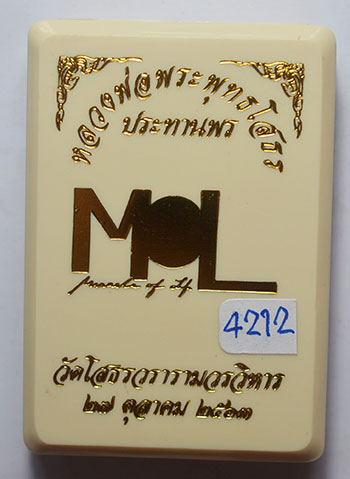 หลวงพ่อพระพุทธโสธร
ประทานพร
MOL
Miracle of Life
4212
วัดโสธรวรารามวรวิหาร
๒๗ ตุลาคม ๒๕๖๓